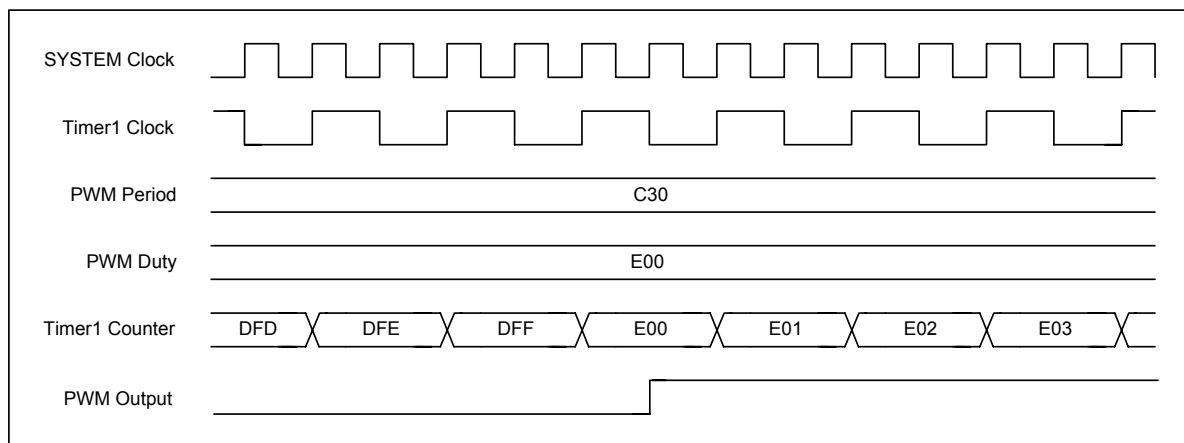 SYSTEM Clock
Timer1 Clock
PWM Period
C30
PWM Duty
E00
Timer1 Counter
DFD DFE DFF E00 E01 E02 E03
PWM Output